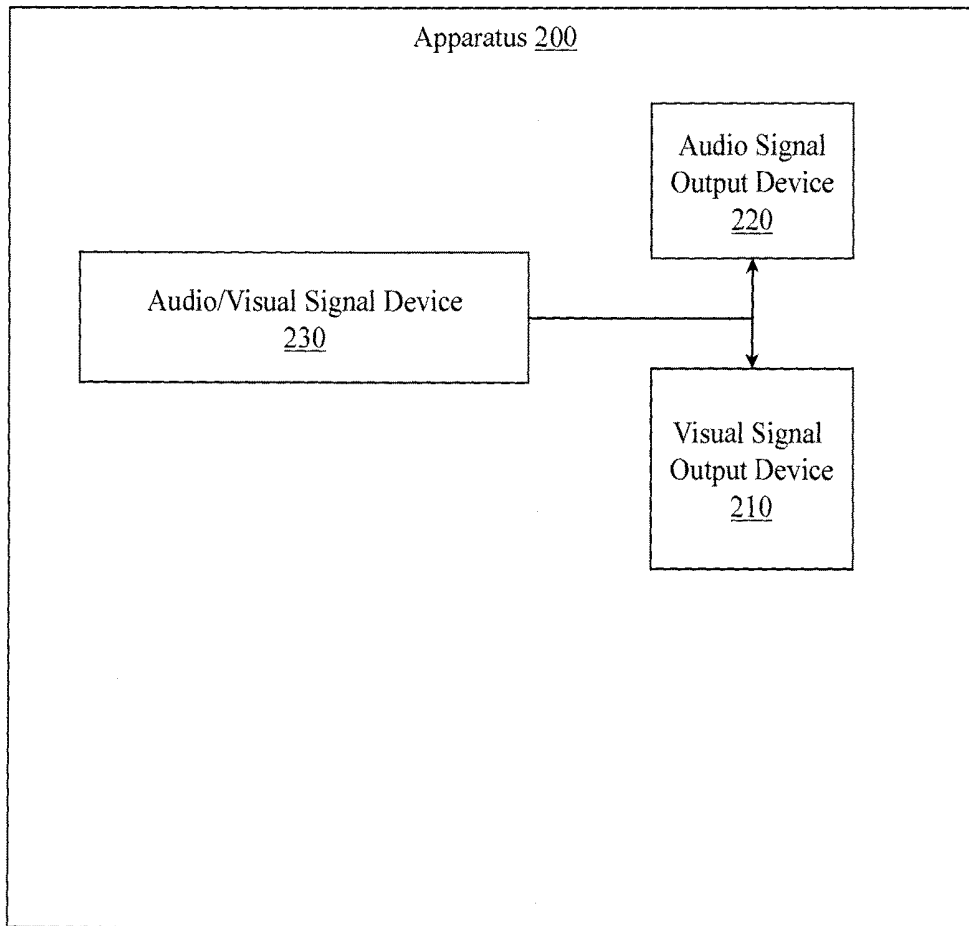 Apparatus 200
Audio Signal
Output Device
220
Audio/Visual Signal Device
230
Visual Signal
Output Device
210